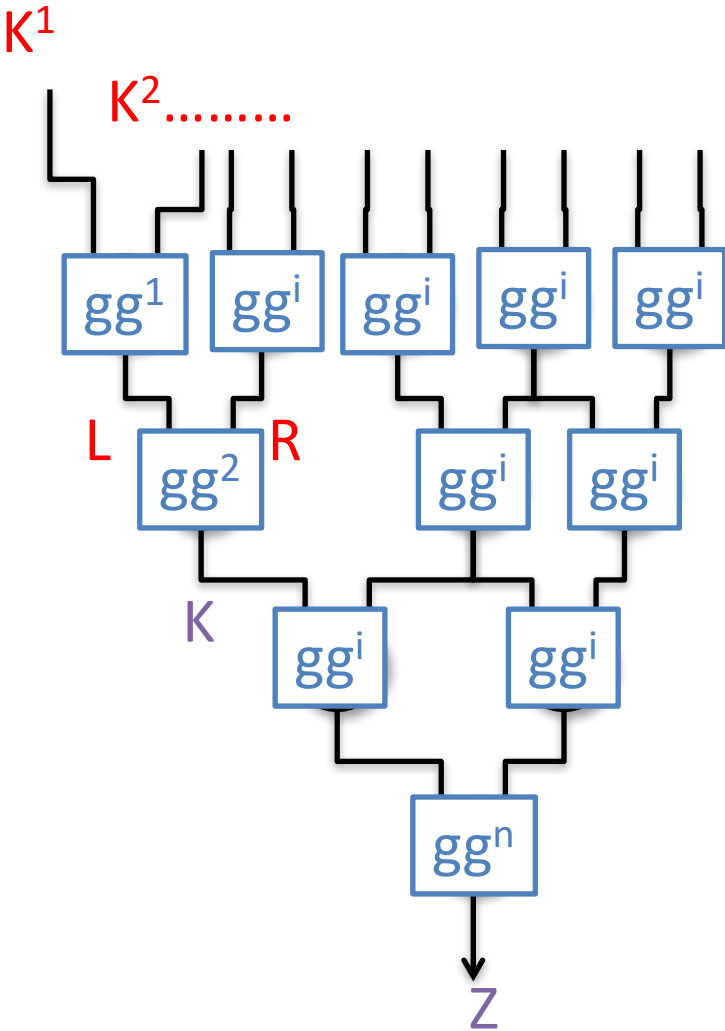 K¹
K²………
gg¹ ggⁱ ggⁱ ggⁱ ggⁱ
L gg² R ggⁱ ggⁱ
K ggⁱ ggⁱ
ggⁿ
Z